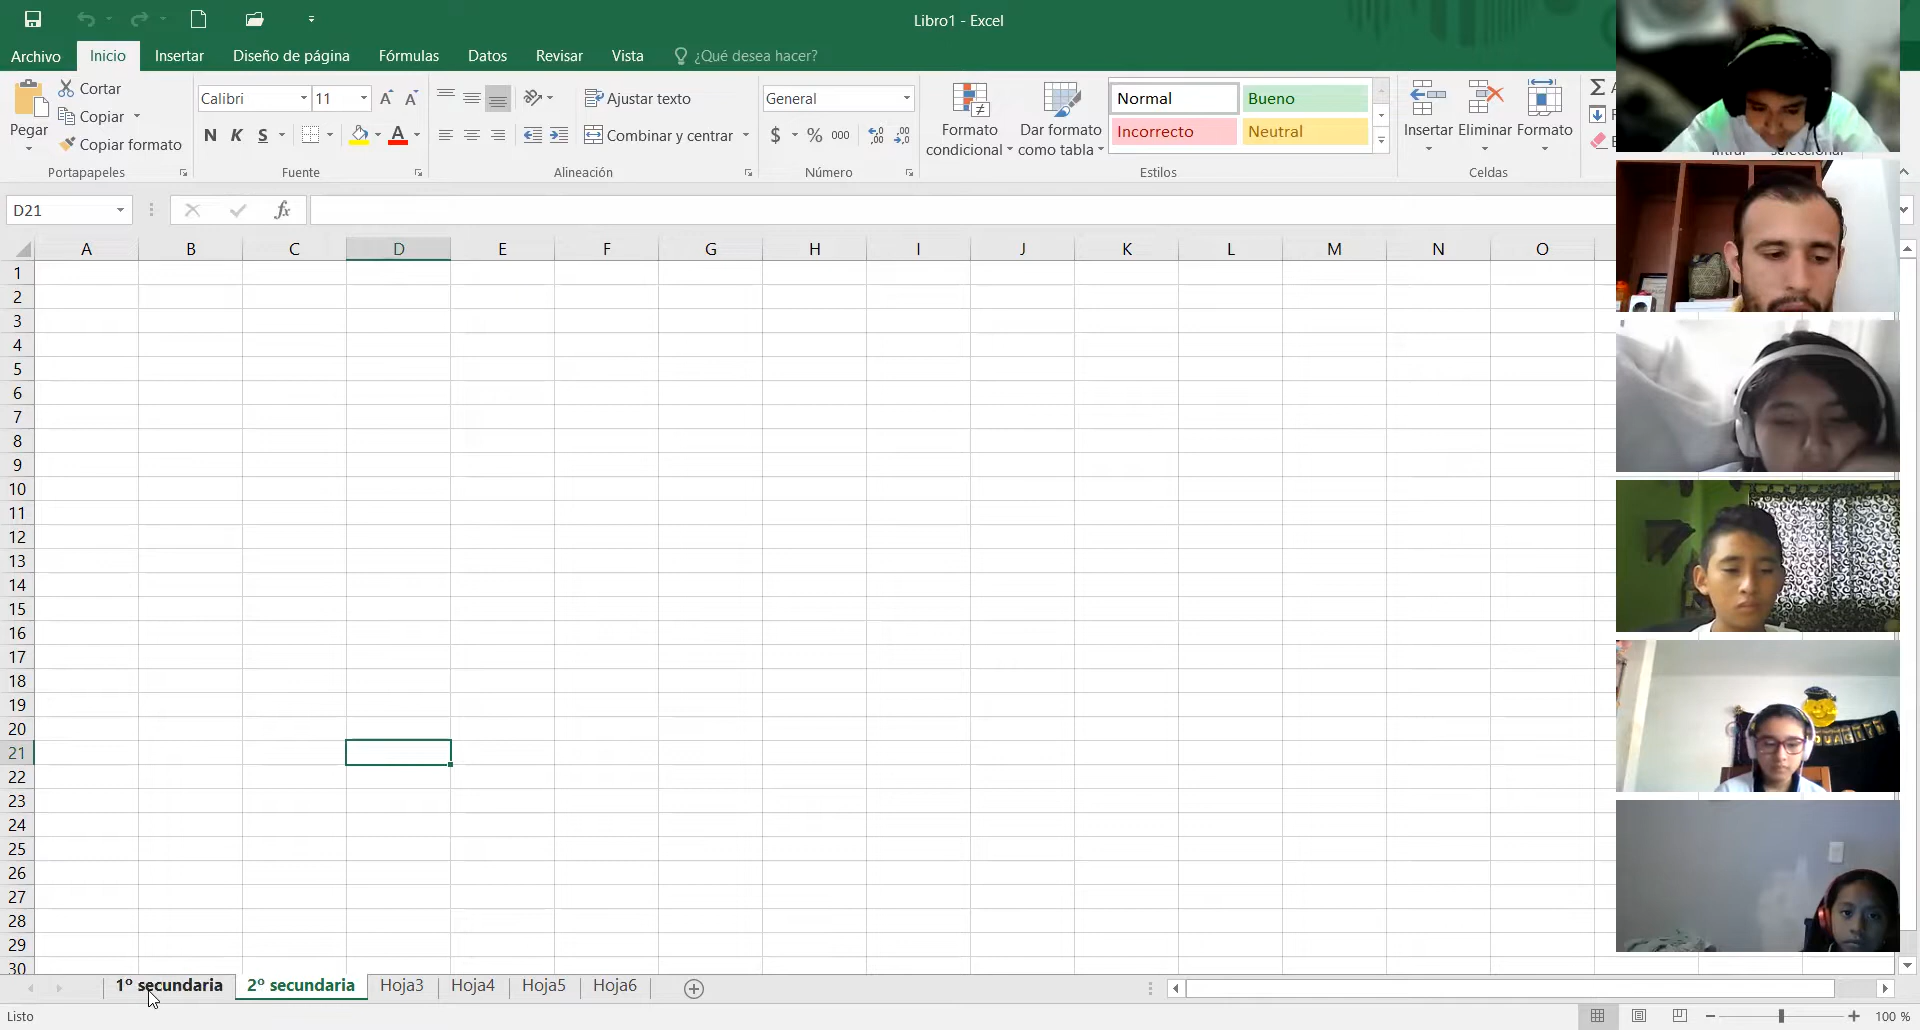 Libro1 - Excel
Archivo Inicio Insertar Diseño de página Fórmulas Datos Revisar Vista ¿Qué desea hacer?
Pegar
Cortar
Copiar
Copiar formato
Portapapeles
Calibri 11
N K S
Fuente
Ajustar texto
Combinar y centrar
Alineación
General
$ % 000
Número
Formato condicional
Dar formato como tabla
Normal Bueno
Incorrecto Neutral
Estilos
Insertar Eliminar Formato
Celdas
D21
fx
A B C D E F G H I J K L M N O
1
2
3
4
5
6
7
8
9
10
11
12
13
14
15
16
17
18
19
20
21
22
23
24
25
26
27
28
29
30
1º secundaria 2º secundaria Hoja3 Hoja4 Hoja5 Hoja6
Listo
100 %